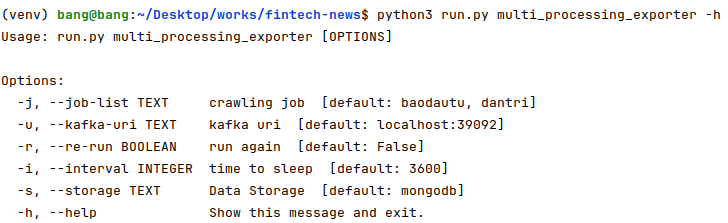 (venv) bang@bang:~/Desktop/works/fintech-news$ python3 run.py multi_processing_exporter -h
Usage: run.py multi_processing_exporter [OPTIONS]

Options:
  -j, --job-list TEXT     crawling job  [default: baodautu, dantri]
  -u, --kafka-uri TEXT    kafka uri  [default: localhost:39092]
  -r, --re-run BOOLEAN    run again  [default: False]
  -i, --interval INTEGER  time to sleep  [default: 3600]
  -s, --storage TEXT      Data Storage  [default: mongodb]
  -h, --help              Show this message and exit.